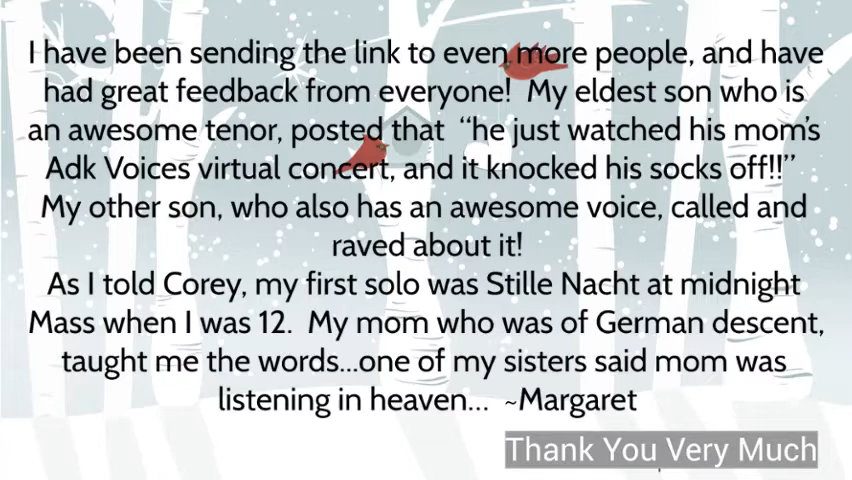 I have been sending the link to even more people, and have
had great feedback from everyone!  My eldest son who is
an awesome tenor, posted that  “he just watched his mom’s
Adk Voices virtual concert, and it knocked his socks off!!”
My other son, who also has an awesome voice, called and
raved about it!
As I told Corey, my first solo was Stille Nacht at midnight
Mass when I was 12.  My mom who was of German descent,
taught me the words...one of my sisters said mom was
listening in heaven...  ~Margaret
Thank You Very Much